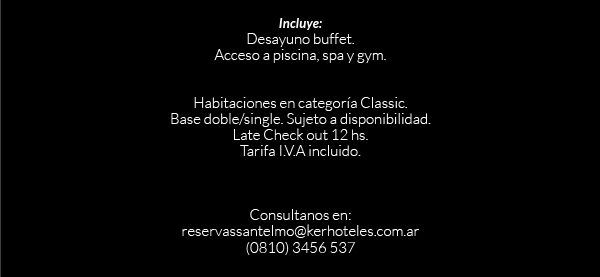 Incluye:
Desayuno buffet.
Acceso a piscina, spa y gym.
Habitaciones en categoría Classic.
Base doble/single. Sujeto a disponibilidad.
Late Check out 12 hs.
Tarifa I.V.A incluido.
Consultanos en:
reservassantelmo@kerhoteles.com.ar
(0810) 3456 537